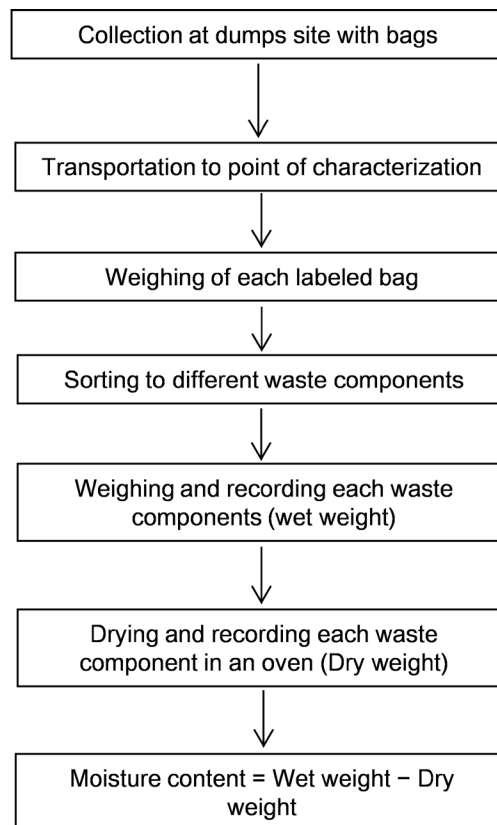 Collection at dumps site with bags
Transportation to point of characterization
Weighing of each labeled bag
Sorting to different waste components
Weighing and recording each waste
components (wet weight)
Drying and recording each waste
component in an oven (Dry weight)
Moisture content = Wet weight − Dry
weight